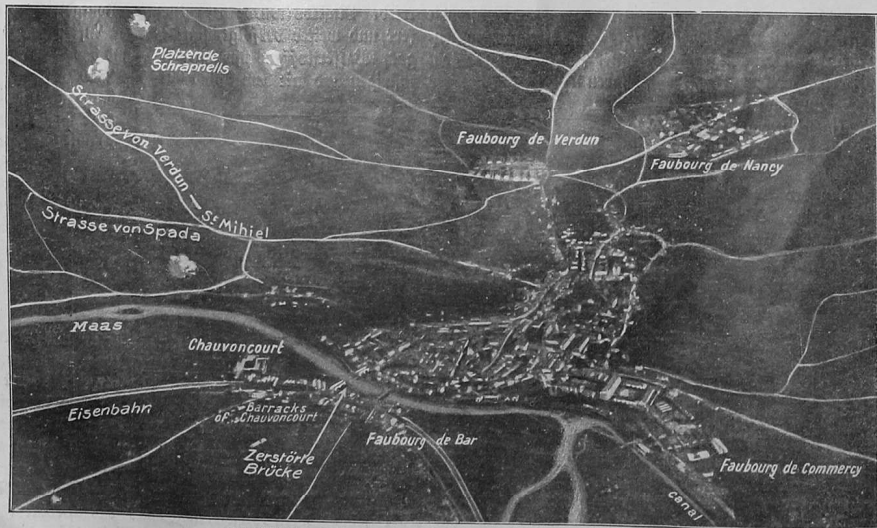 Platzende
Schrapnells
Strasse von Verdun — St Mihiel
Faubourg de Verdun
Faubourg de Nancy
Strasse von Spada
Maas
Chauvoncourt
Eisenbahn
Barracks
of Chauvoncourt
Zerstörte
Brücke
Faubourg de Bar
Faubourg de Commercy
canal